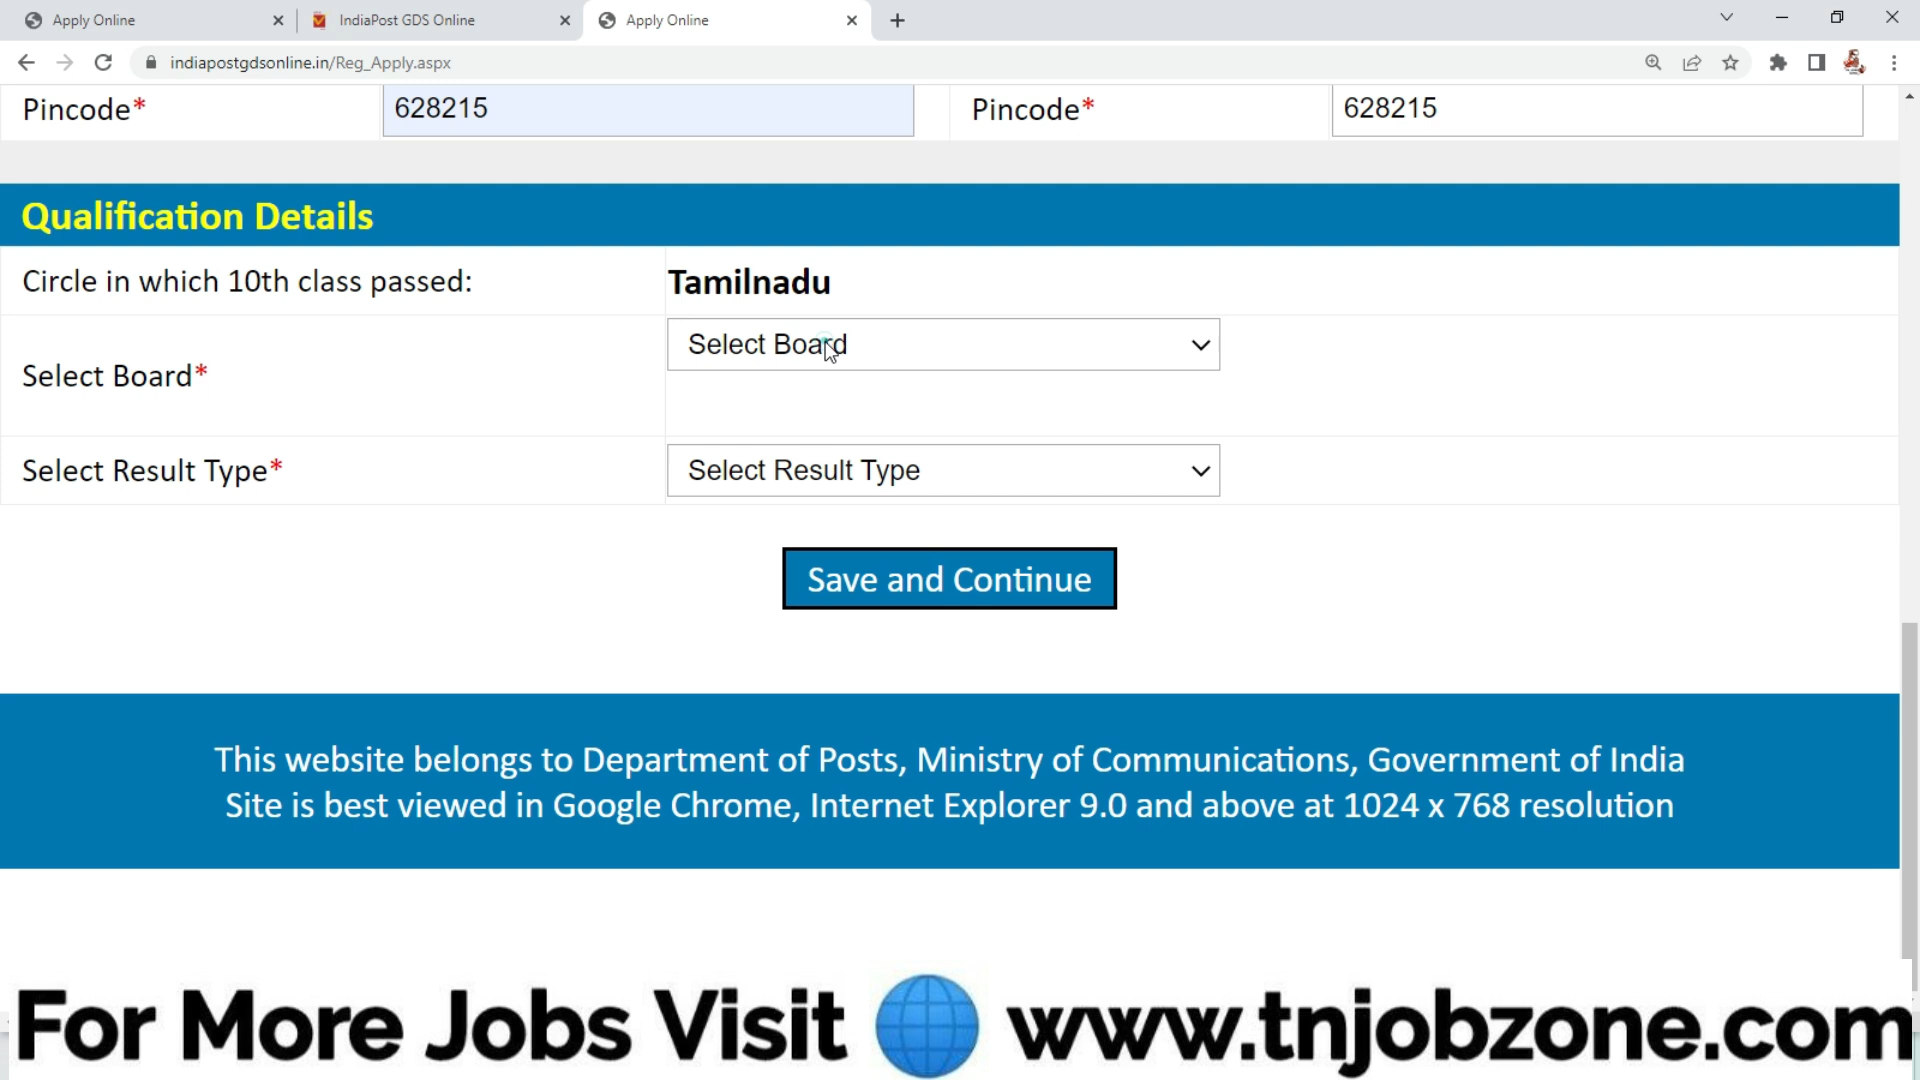 Apply Online
IndiaPost GDS Online
Apply Online
indiapostgdsonline.in/Reg_Apply.aspx
Pincode* 628215 Pincode* 628215
Qualification Details
Circle in which 10th class passed: Tamilnadu
Select Board* Select Board
Select Result Type* Select Result Type
Save and Continue
This website belongs to Department of Posts, Ministry of Communications, Government of India
Site is best viewed in Google Chrome, Internet Explorer 9.0 and above at 1024 x 768 resolution
For More Jobs Visit www.tnjobzone.com